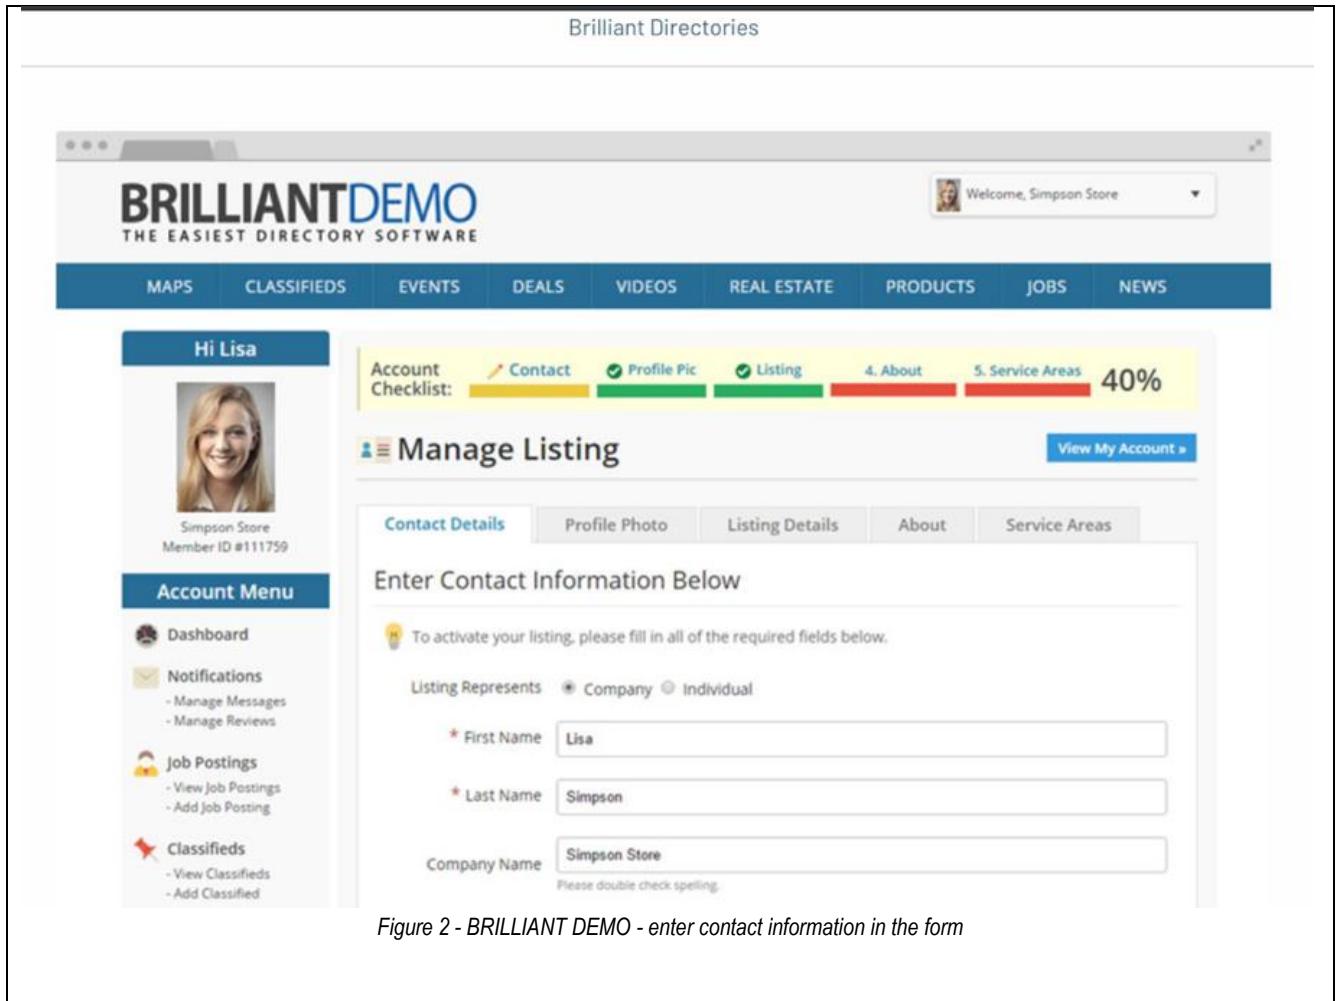 Brilliant Directories
BRILLIANTDEMO
THE EASIEST DIRECTORY SOFTWARE
Welcome, Simpson Store
MAPS CLASSIFIEDS EVENTS DEALS VIDEOS REAL ESTATE PRODUCTS JOBS NEWS
Hi Lisa
Simpson Store
Member ID #111759
Account Menu
Dashboard
Notifications
- Manage Messages
- Manage Reviews
Job Postings
- View Job Postings
- Add Job Posting
Classifieds
- View Classifieds
- Add Classified
Account
Checklist:
Contact Profile Pic Listing 4. About 5. Service Areas 40%
Manage Listing
View My Account »
Contact Details Profile Photo Listing Details About Service Areas
Enter Contact Information Below
To activate your listing, please fill in all of the required fields below.
Listing Represents Company Individual
* First Name Lisa
* Last Name Simpson
Company Name Simpson Store
Please double check spelling.
Figure 2 - BRILLIANT DEMO - enter contact information in the form